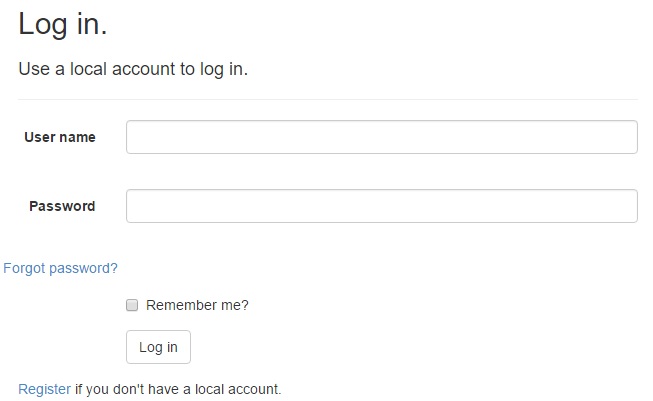 Log in.
Use a local account to log in.
User name
Password
Forgot password?
Remember me?
Log in
Register if you don't have a local account.